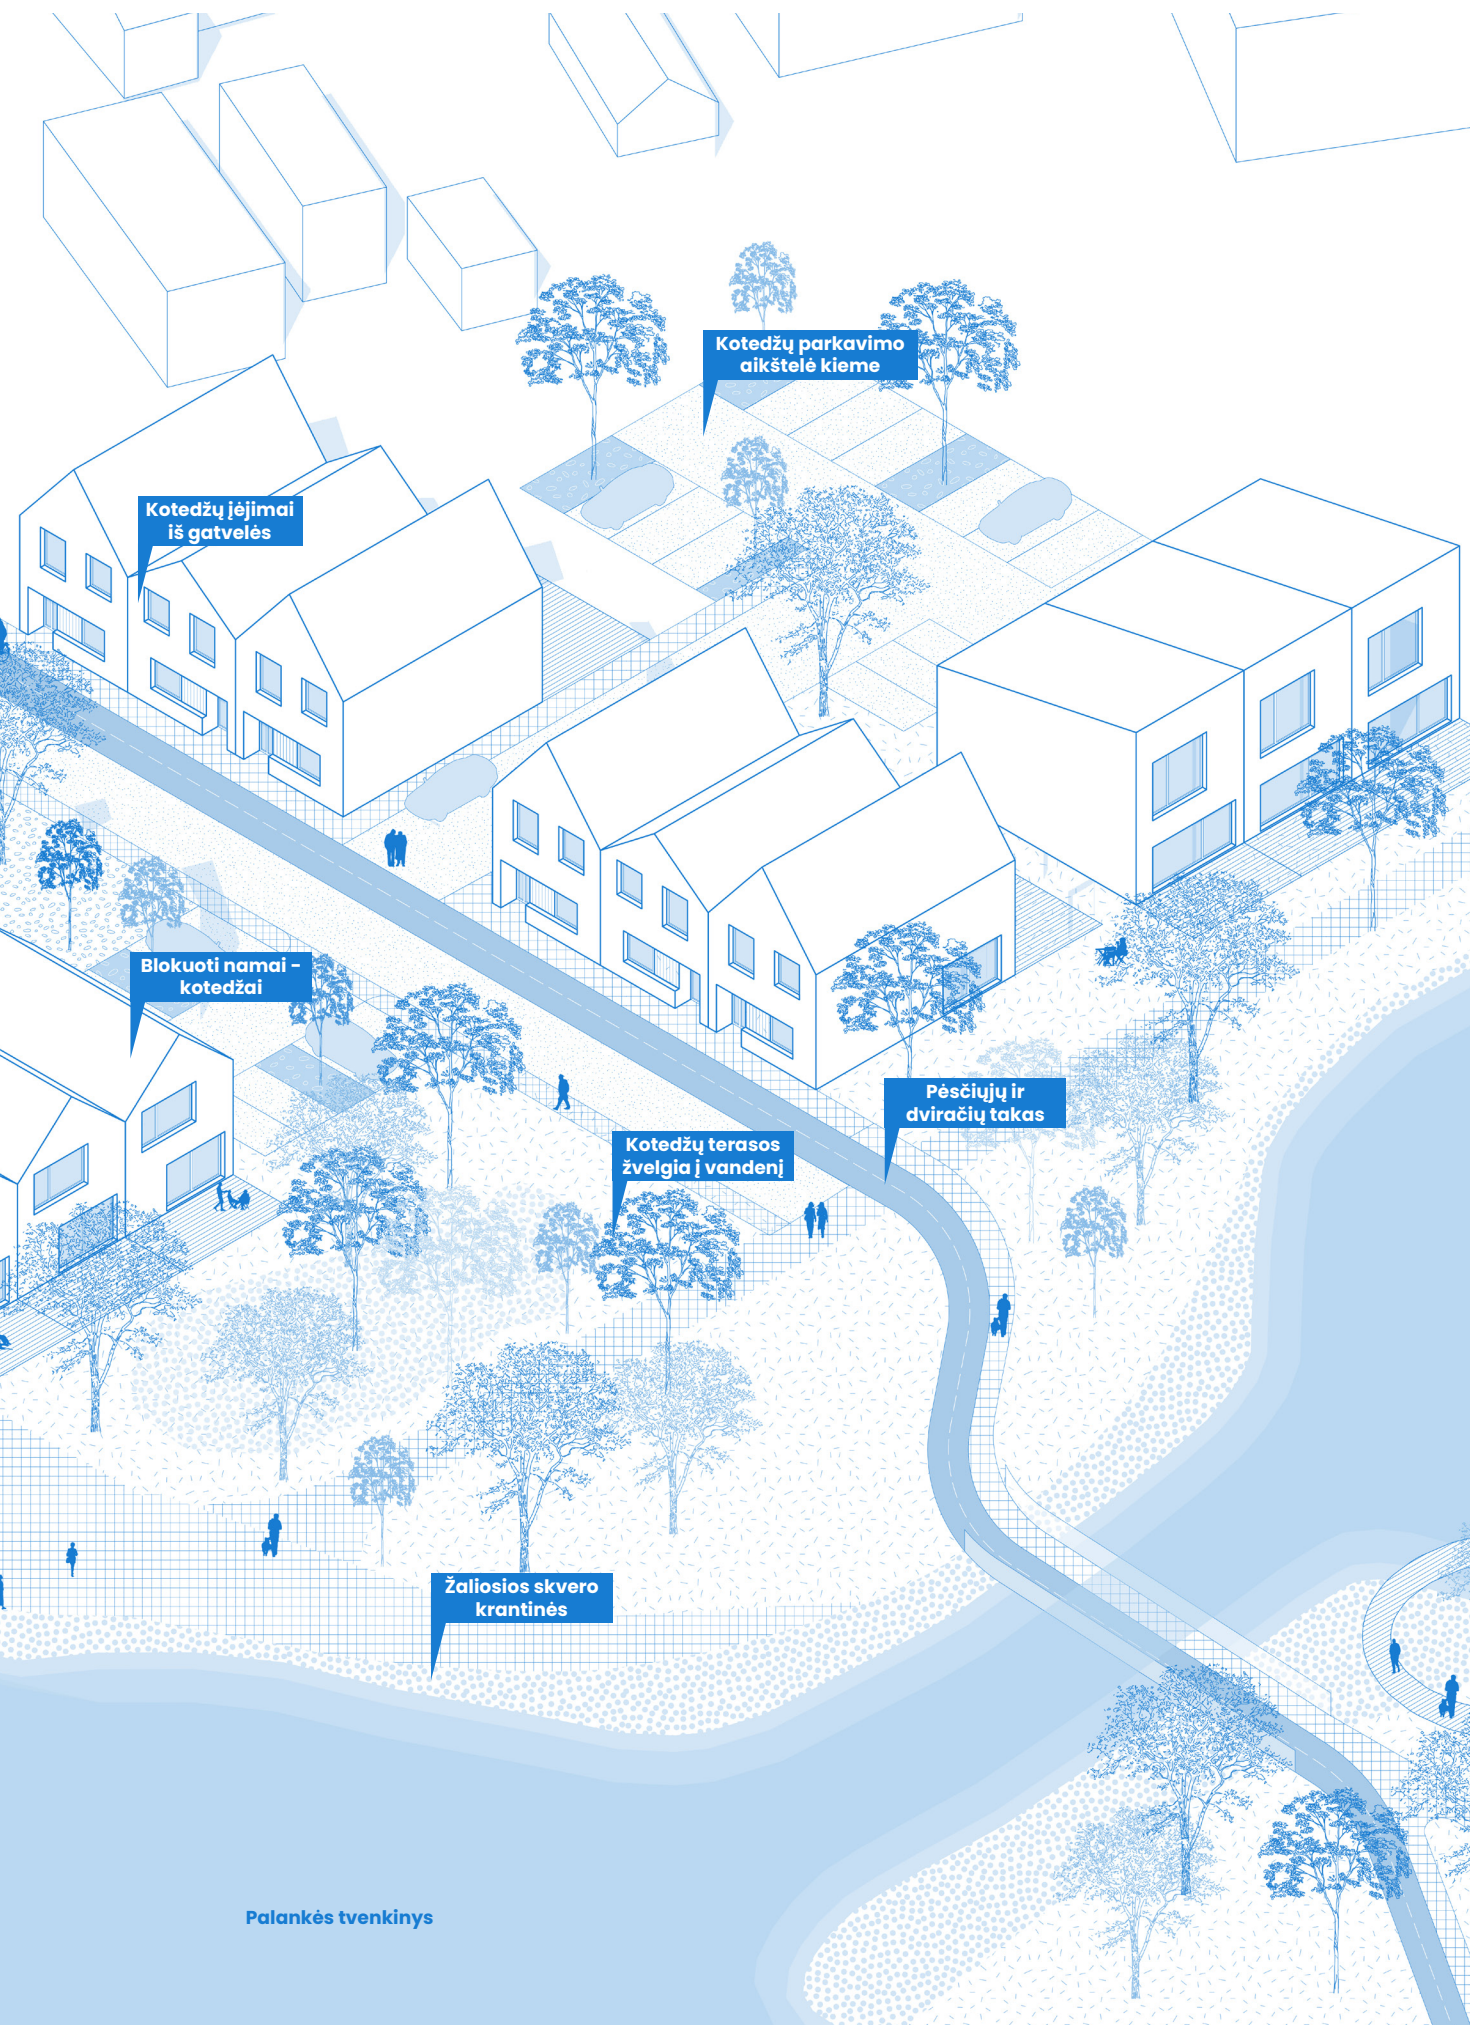 Kotedžų parkavimo
aikštelė kieme
Kotedžų įėjimai
iš gatvelės
Blokuoti namai -
kotedžai
Pėsčiųjų ir
dviračių takas
Kotedžų terasos
žvelgia į vandenį
Žaliosios skvero
krantinės
Palankės tvenkinys